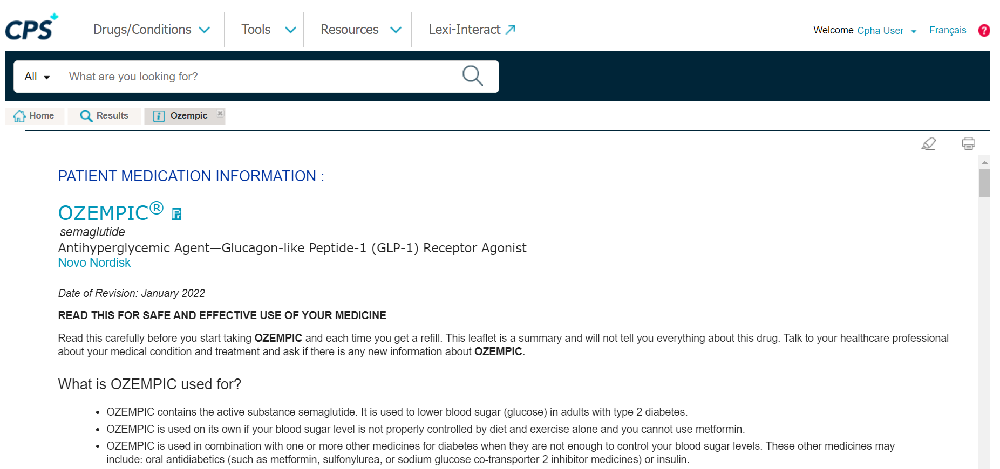 CPS
Drugs/Conditions
Tools
Resources
Lexi-Interact
Welcome Cpha User
Français
?
All
What are you looking for?
Home
Results
i
Ozempic
PATIENT MEDICATION INFORMATION :
OZEMPIC®
semaglutide
Antihyperglycemic Agent—Glucagon-like Peptide-1 (GLP-1) Receptor Agonist
Novo Nordisk
Date of Revision: January 2022
READ THIS FOR SAFE AND EFFECTIVE USE OF YOUR MEDICINE
Read this carefully before you start taking OZEMPIC and each time you get a refill. This leaflet is a summary and will not tell you everything about this drug. Talk to your healthcare professional
about your medical condition and treatment and ask if there is any new information about OZEMPIC.
What is OZEMPIC used for?
• OZEMPIC contains the active substance semaglutide. It is used to lower blood sugar (glucose) in adults with type 2 diabetes.
• OZEMPIC is used on its own if your blood sugar level is not properly controlled by diet and exercise alone and you cannot use metformin.
• OZEMPIC is used in combination with one or more other medicines for diabetes when they are not enough to control your blood sugar levels. These other medicines may
include: oral antidiabetics (such as metformin, sulfonylurea, or sodium glucose co-transporter 2 inhibitor medicines) or insulin.